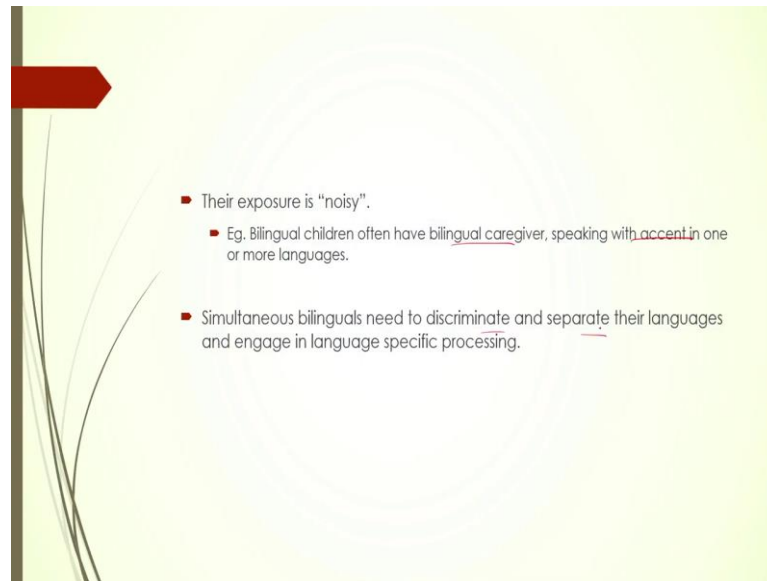 Their exposure is "noisy".
Eg. Bilingual children often have bilingual caregiver, speaking with accent in one
or more languages.
Simultaneous bilinguals need to discriminate and separate their languages
and engage in language specific processing.